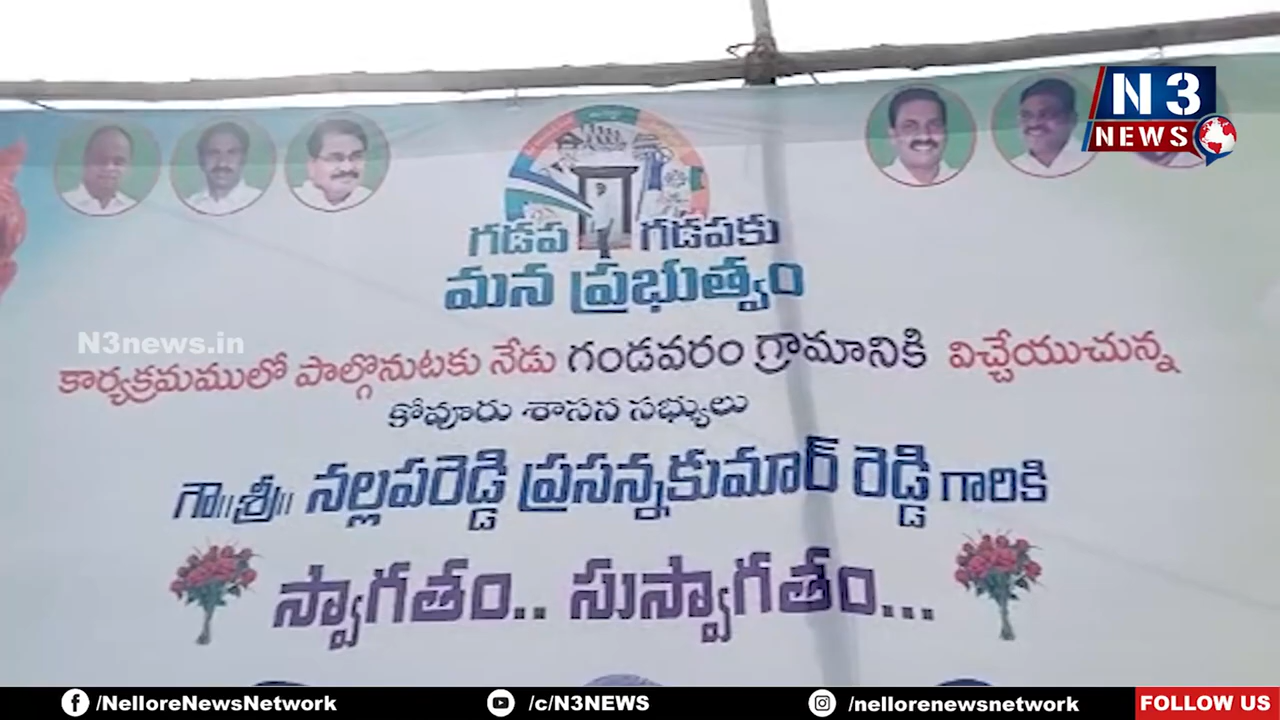 N3
NEWS
గడప గడపకు
మన ప్రభుత్వం
N3news.in
కార్యక్రమములో పాల్గొనుటకు నేడు గండవరం గ్రామానికి విచ్చేయుచున్న
కోవూరు శాసన సభ్యులు
గౌ||శ్రీ|| నల్లపరెడ్డి ప్రసన్నకుమార్ రెడ్డి గారికి
స్వాగతం.. సుస్వాగతం...
/NelloreNewsNetwork /c/N3NEWS /nellorenewsnetwork FOLLOW US